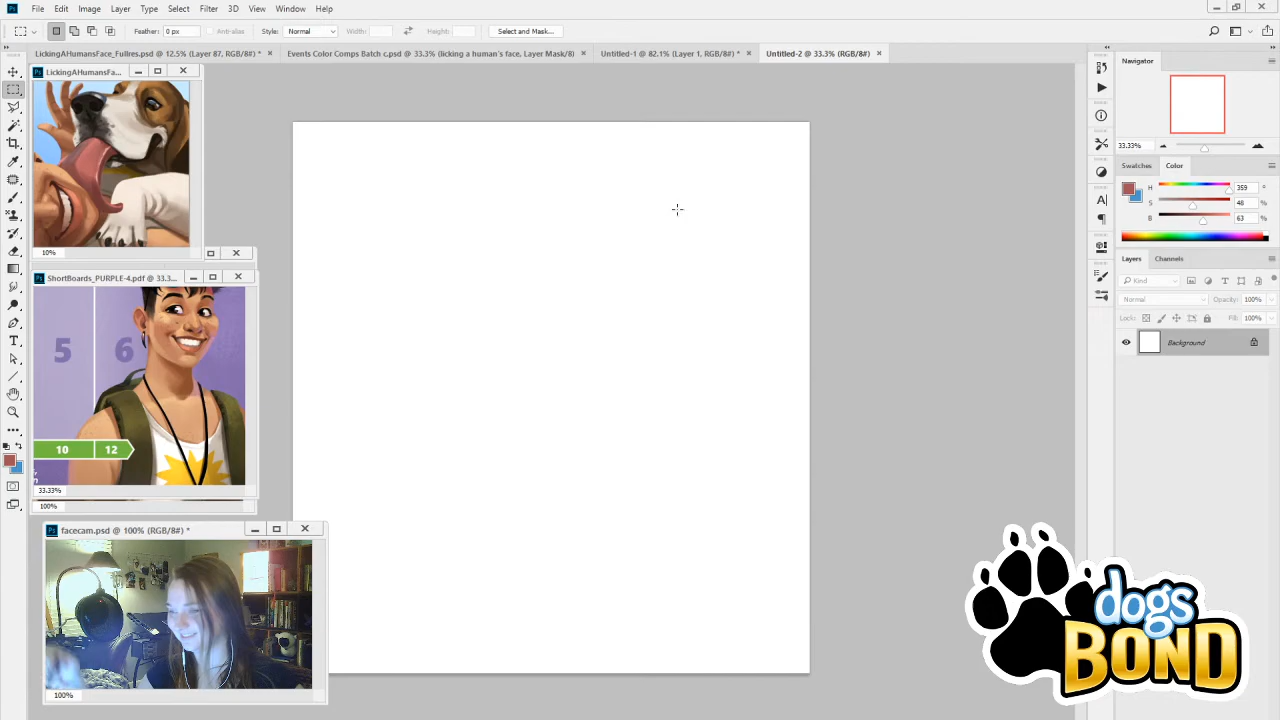 File Edit Image Layer Type Select Filter 3D View Window Help
Feather: 0 px Anti-alias Style: Normal Width: Height: Select and Mask...
LickingAHumansFace_Fullres.psd @ 12.5% (Layer 87, RGB/8#) * Events Color Comps Batch c.psd @ 33.3% (licking a human's face, Layer Mask/8) Untitled-1 @ 82.1% (Layer 1, RGB/8#) * Untitled-2 @ 33.3% (RGB/8#)
LickingAHumansFa...
10%
ShortBoards_PURPLE-4.pdf @ 33.3...
5 6
10 12
33.33%
100%
facecam.psd @ 100% (RGB/8#) *
100%
Navigator
33.33%
Swatches Color
H 359 °
S 48 %
B 63 %
Layers Channels
Kind
Normal Opacity: 100%
Lock: Fill: 100%
Background
dogs
BOND